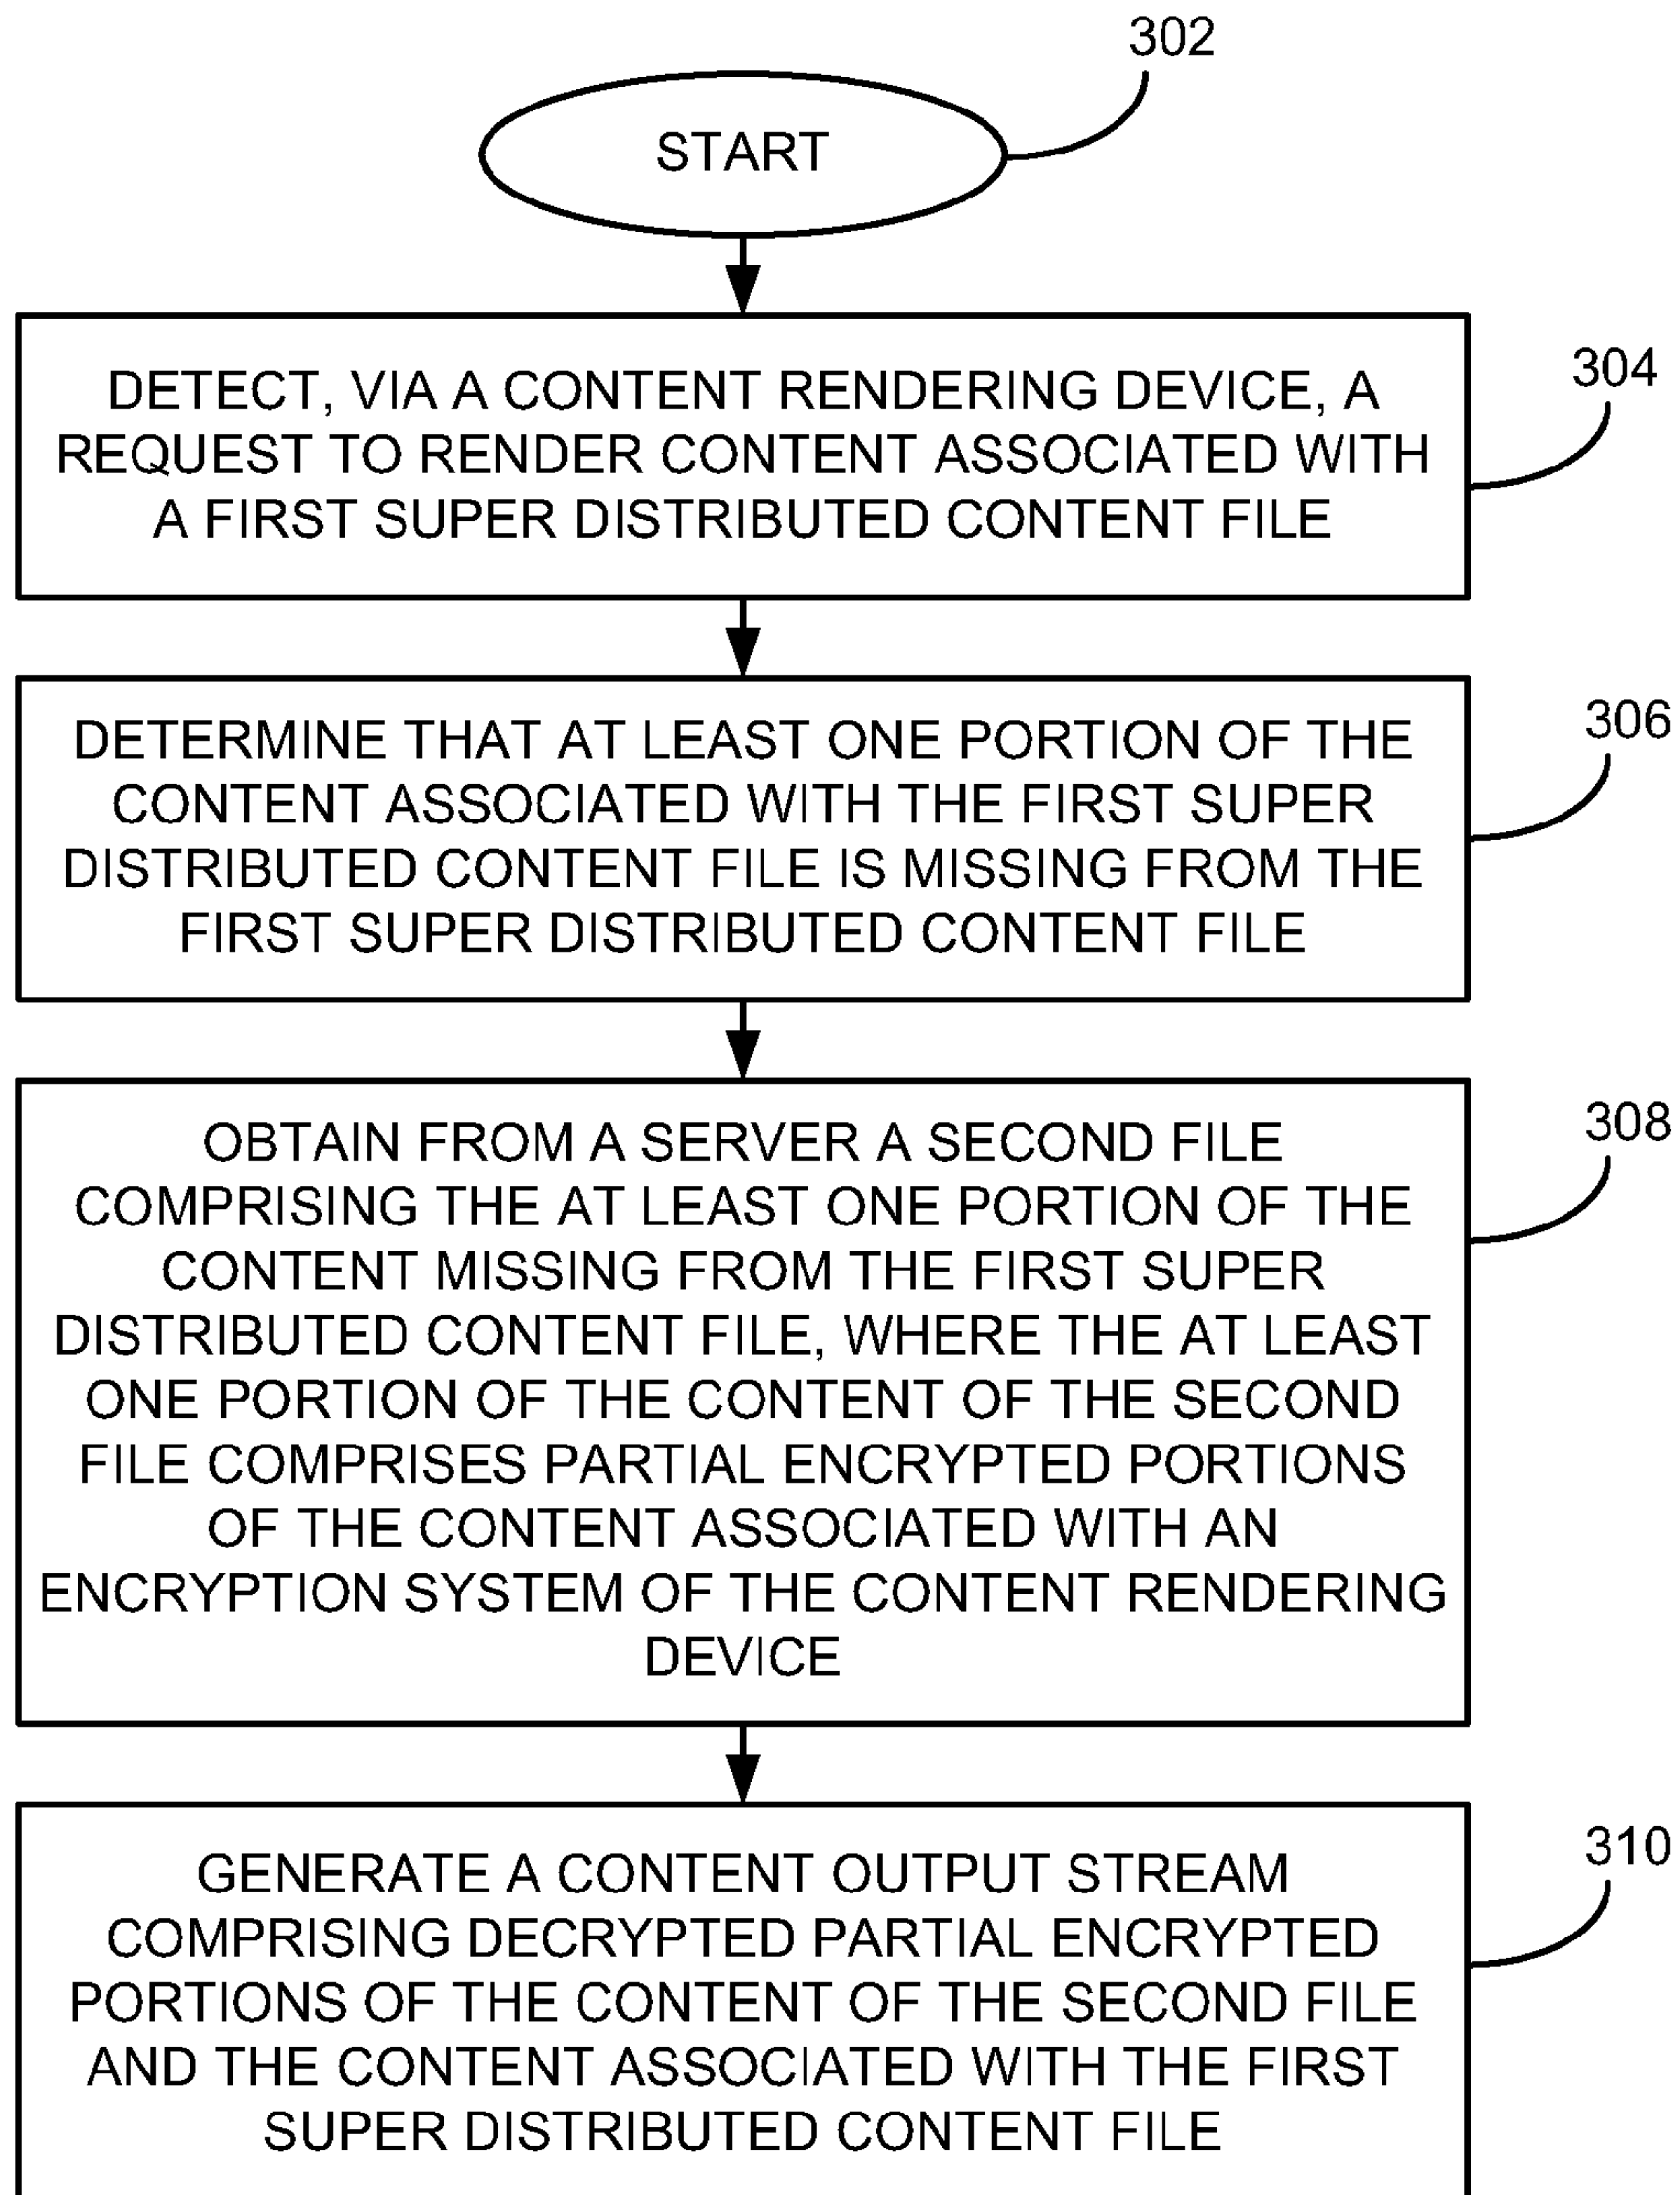 302
START
304
DETECT, VIA A CONTENT RENDERING DEVICE, A
REQUEST TO RENDER CONTENT ASSOCIATED WITH
A FIRST SUPER DISTRIBUTED CONTENT FILE
306
DETERMINE THAT AT LEAST ONE PORTION OF THE
CONTENT ASSOCIATED WITH THE FIRST SUPER
DISTRIBUTED CONTENT FILE IS MISSING FROM THE
FIRST SUPER DISTRIBUTED CONTENT FILE
308
OBTAIN FROM A SERVER A SECOND FILE
COMPRISING THE AT LEAST ONE PORTION OF THE
CONTENT MISSING FROM THE FIRST SUPER
DISTRIBUTED CONTENT FILE, WHERE THE AT LEAST
ONE PORTION OF THE CONTENT OF THE SECOND
FILE COMPRISES PARTIAL ENCRYPTED PORTIONS
OF THE CONTENT ASSOCIATED WITH AN
ENCRYPTION SYSTEM OF THE CONTENT RENDERING
DEVICE
310
GENERATE A CONTENT OUTPUT STREAM
COMPRISING DECRYPTED PARTIAL ENCRYPTED
PORTIONS OF THE CONTENT OF THE SECOND FILE
AND THE CONTENT ASSOCIATED WITH THE FIRST
SUPER DISTRIBUTED CONTENT FILE